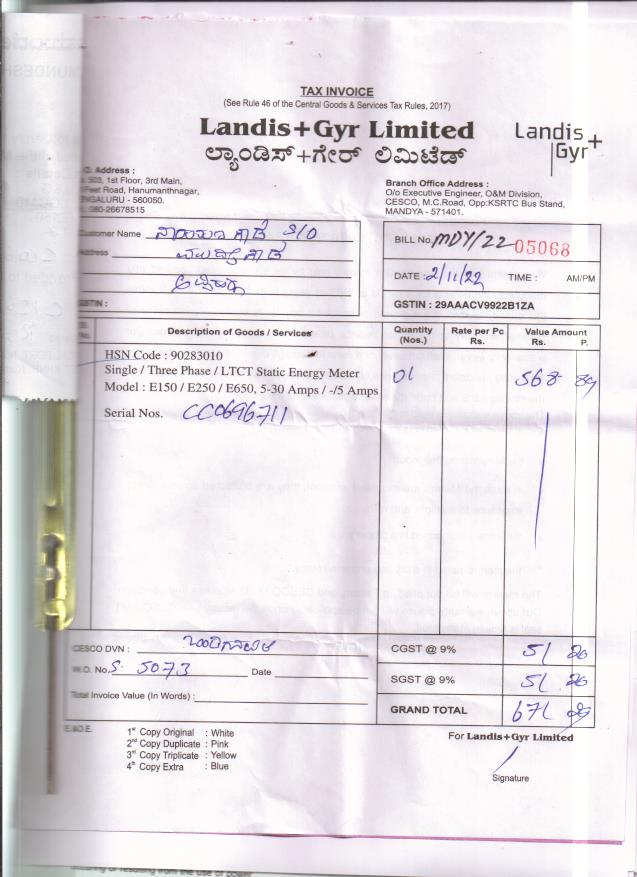 TAX INVOICE
(See Rule 46 of the Central Goods & Services Tax Rules, 2017)
Landis+Gyr Limited
ಲ್ಯಾಂಡಿಸ್+ಗೇರ್ ಲಿಮಿಟೆಡ್
Landis+
Gyr
Address :
503, 1st Floor, 3rd Main,
Feet Road, Hanumanthnagar,
BENGALURU - 560050.
080-26678515
Branch Office Address :
O/o Executive Engineer, O&M Division,
CESCO, M.C.Road, Opp:KSRTC Bus Stand,
MANDYA - 571401.
Customer Name S/O
Address
GSTIN :
BILL No. MDY/22 05068
DATE : 2/11/22 TIME : AM/PM
GSTIN : 29AAACV9922B1ZA
No. Description of Goods / Services Quantity (Nos.) Rate per Pc Rs. Value Amount Rs. P.
HSN Code : 90283010
Single / Three Phase / LTCT Static Energy Meter 01 568 89
Model : E150 / E250 / E650, 5-30 Amps / -/5 Amps
Serial Nos. CC0696711
CESCO DVN :
W.O. No. S-5073 Date
Total Invoice Value (In Words) :
CGST @ 9% 51
SGST @ 9% 51
GRAND TOTAL 671
E.&O.E.
1st Copy Original : White
2nd Copy Duplicate : Pink
3rd Copy Triplicate : Yellow
4th Copy Extra : Blue
For Landis+Gyr Limited
Signature